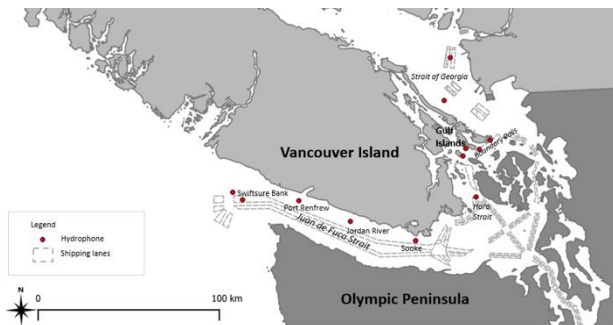 Strait of Georgia
Gulf
Islands
Boundary Pass
Vancouver Island
Haro
Strait
Swiftsure Bank
Port Renfrew
Jordan River
Juan de Fuca Strait
Sooke
Legend
Hydrophone
Shipping lanes
N
0
100 km
Olympic Peninsula